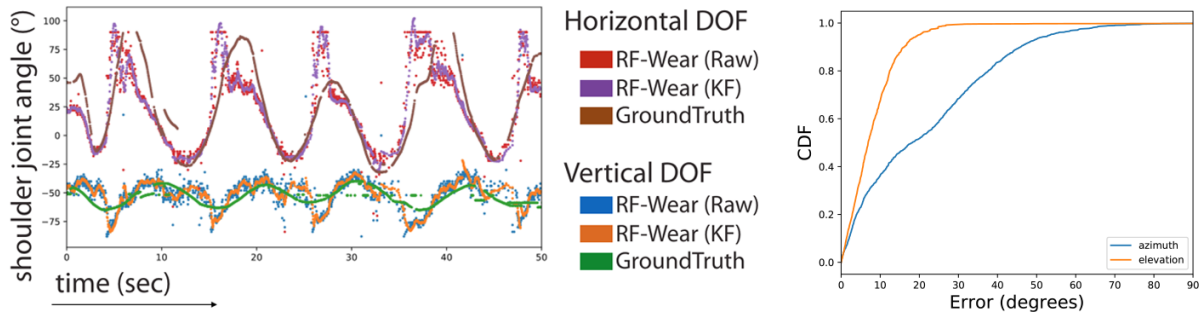 shoulder joint angle (°)
100
75
50
25
0
−25
−50
−75
0
10
20
30
40
50
time (sec)
Horizontal DOF
RF-Wear (Raw)
RF-Wear (KF)
GroundTruth
Vertical DOF
RF-Wear (Raw)
RF-Wear (KF)
GroundTruth
CDF
1.0
0.8
0.6
0.4
0.2
0.0
azimuth
elevation
0 10 20 30 40 50 60 70 80 90
Error (degrees)